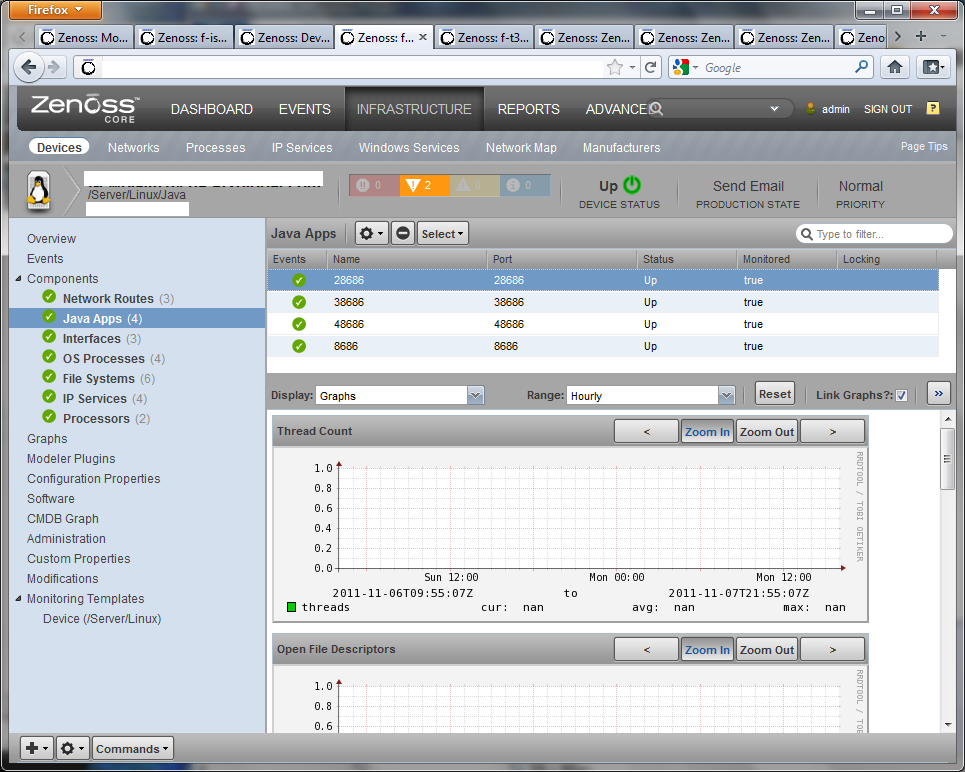 Firefox
Zenoss: Mo...
Zenoss: f-is...
Zenoss: Dev...
Zenoss: f...
Zenoss: f-t3...
Zenoss: Zen...
Zenoss: Zen...
Zenoss: Zen...
Zeno
Google
Zenoss™ CORE
DASHBOARD
EVENTS
INFRASTRUCTURE
REPORTS
ADVANCE
admin
SIGN OUT
?
Devices
Networks
Processes
IP Services
Windows Services
Network Map
Manufacturers
Page Tips
/Server/Linux/Java
0
2
0
0
Up
DEVICE STATUS
Send Email
PRODUCTION STATE
Normal
PRIORITY
Overview
Events
Components
Network Routes (3)
Java Apps (4)
Interfaces (3)
OS Processes (4)
File Systems (6)
IP Services (4)
Processors (2)
Graphs
Modeler Plugins
Configuration Properties
Software
CMDB Graph
Administration
Custom Properties
Modifications
Monitoring Templates
Device (/Server/Linux)
Java Apps
Select
Type to filter...
Events Name Port Status Monitored Locking
28686 28686 Up true
38686 38686 Up true
48686 48686 Up true
8686 8686 Up true
Display: Graphs
Range: Hourly
Reset
Link Graphs?:
»
Thread Count
< Zoom In Zoom Out >
1.0
0.8
0.6
0.4
0.2
0.0
Sun 12:00 Mon 00:00 Mon 12:00
2011-11-06T09:55:07Z to 2011-11-07T21:55:07Z
threads cur: nan avg: nan max: nan
RRDTOOL / TOBI OETIKER
Open File Descriptors
< Zoom In Zoom Out >
1.0
0.8
0.6
RRDTOOL / TO
Commands